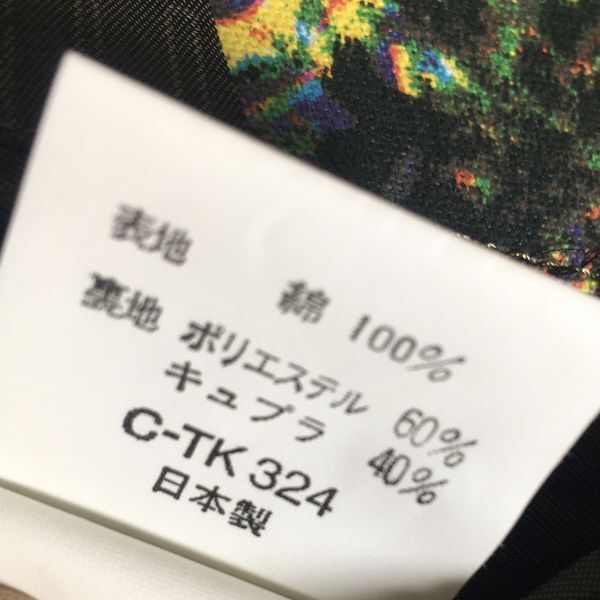 表地 綿 100%
裏地 ポリエステル 60%
キュプラ 40%
C-TK 324
日本製